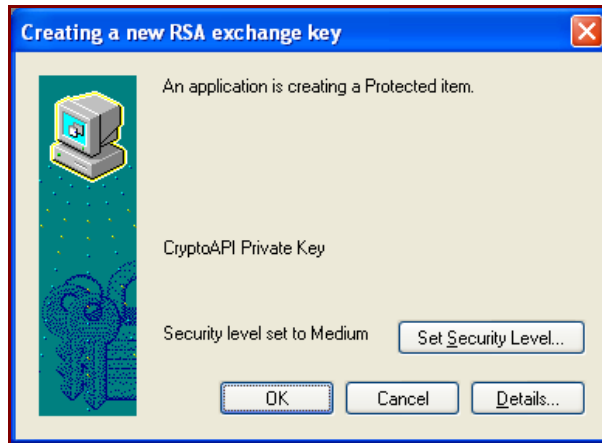 Creating a new RSA exchange key
An application is creating a Protected item.
CryptoAPI Private Key
Security level set to Medium
Set Security Level...
OK
Cancel
Details...